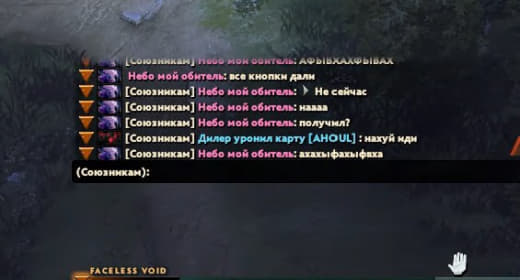 [Союзникам] Небо мой обитель: АФЫВХАХФЫВАХ
Небо мой обитель: все кнопки дали
[Союзникам] Небо мой обитель: Не сейчас
[Союзникам] Небо мой обитель: наааа
[Союзникам] Небо мой обитель: получил?
[Союзникам] Дилер уронил карту [AHOUL] : нахуй иди
[Союзникам] Небо мой обитель: ахахыфахыфвха
(Союзникам):
FACELESS VOID